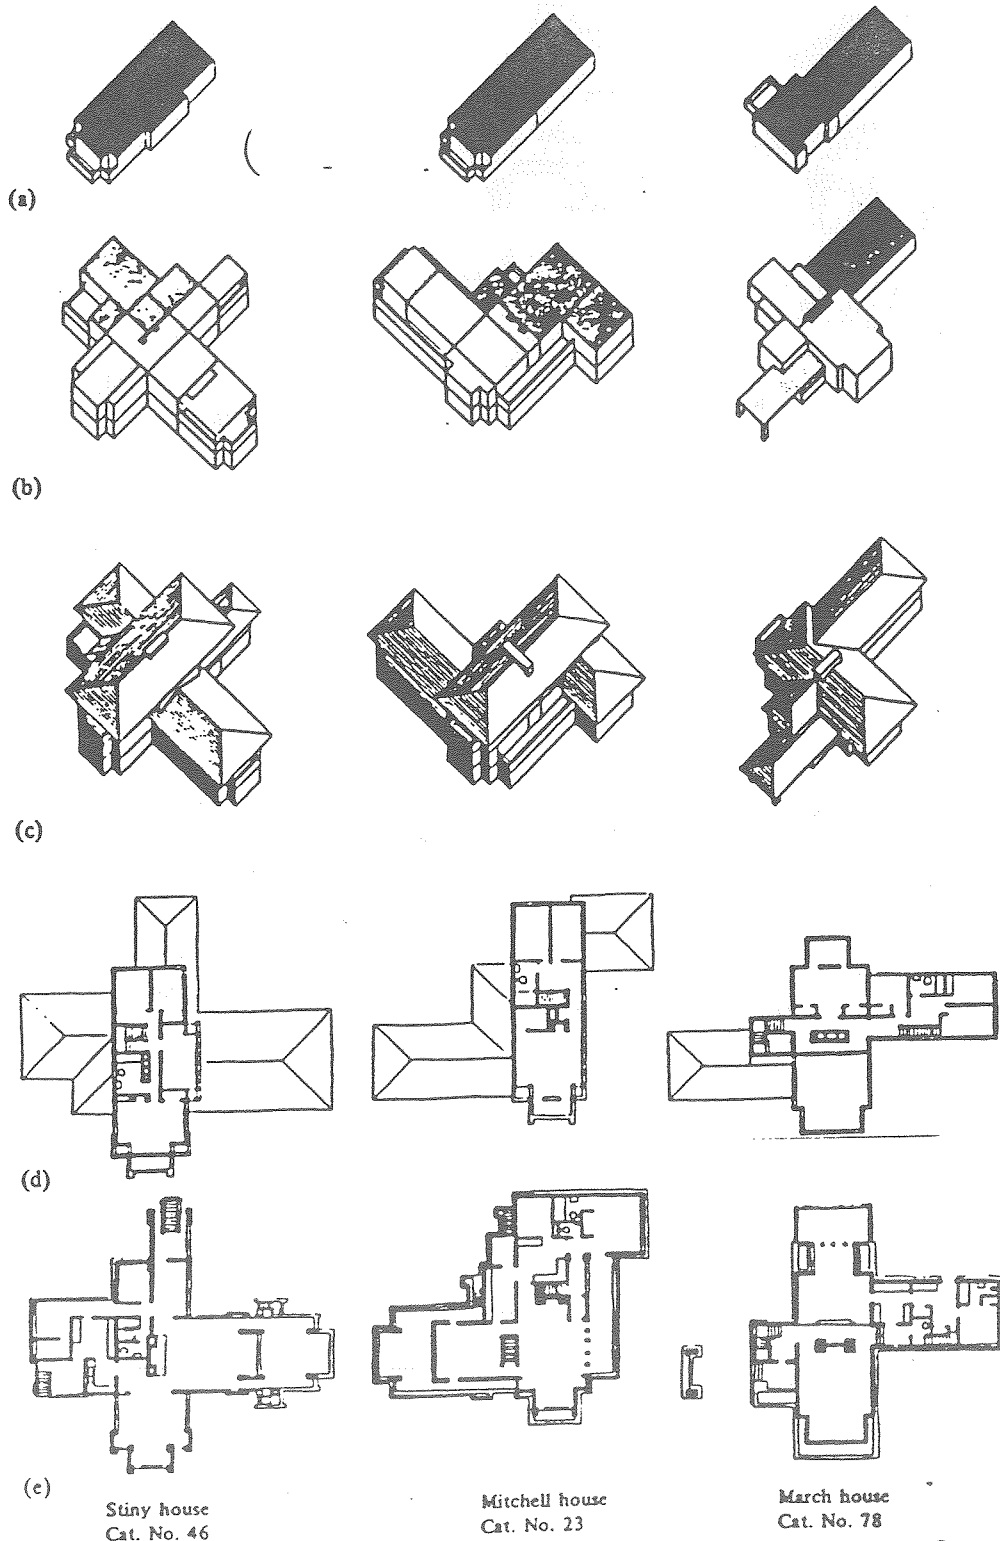 (a)
(b)
(c)
(d)
(e)
Stiny house
Cat. No. 46
Mitchell house
Cat. No. 23
March house
Cat. No. 78